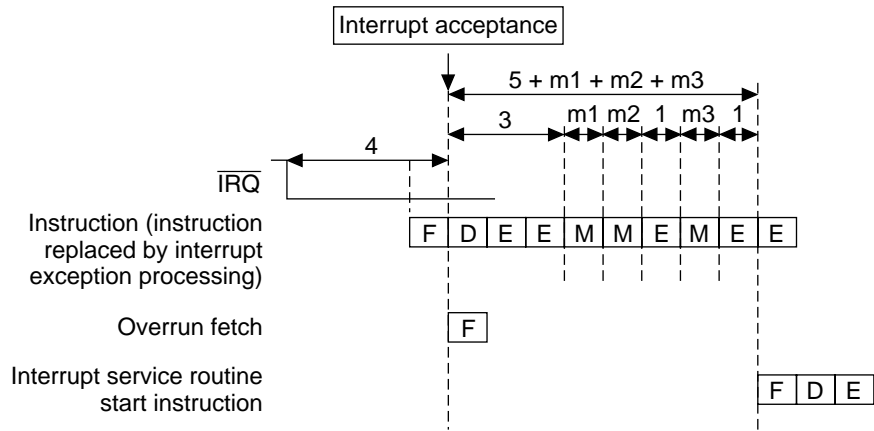 Interrupt acceptance
5 + m1 + m2 + m3
3 m1 m2 1 m3 1
4
IRQ
Instruction (instruction
replaced by interrupt
exception processing)
F D E E M M E M E E
Overrun fetch
F
Interrupt service routine
start instruction
F D E